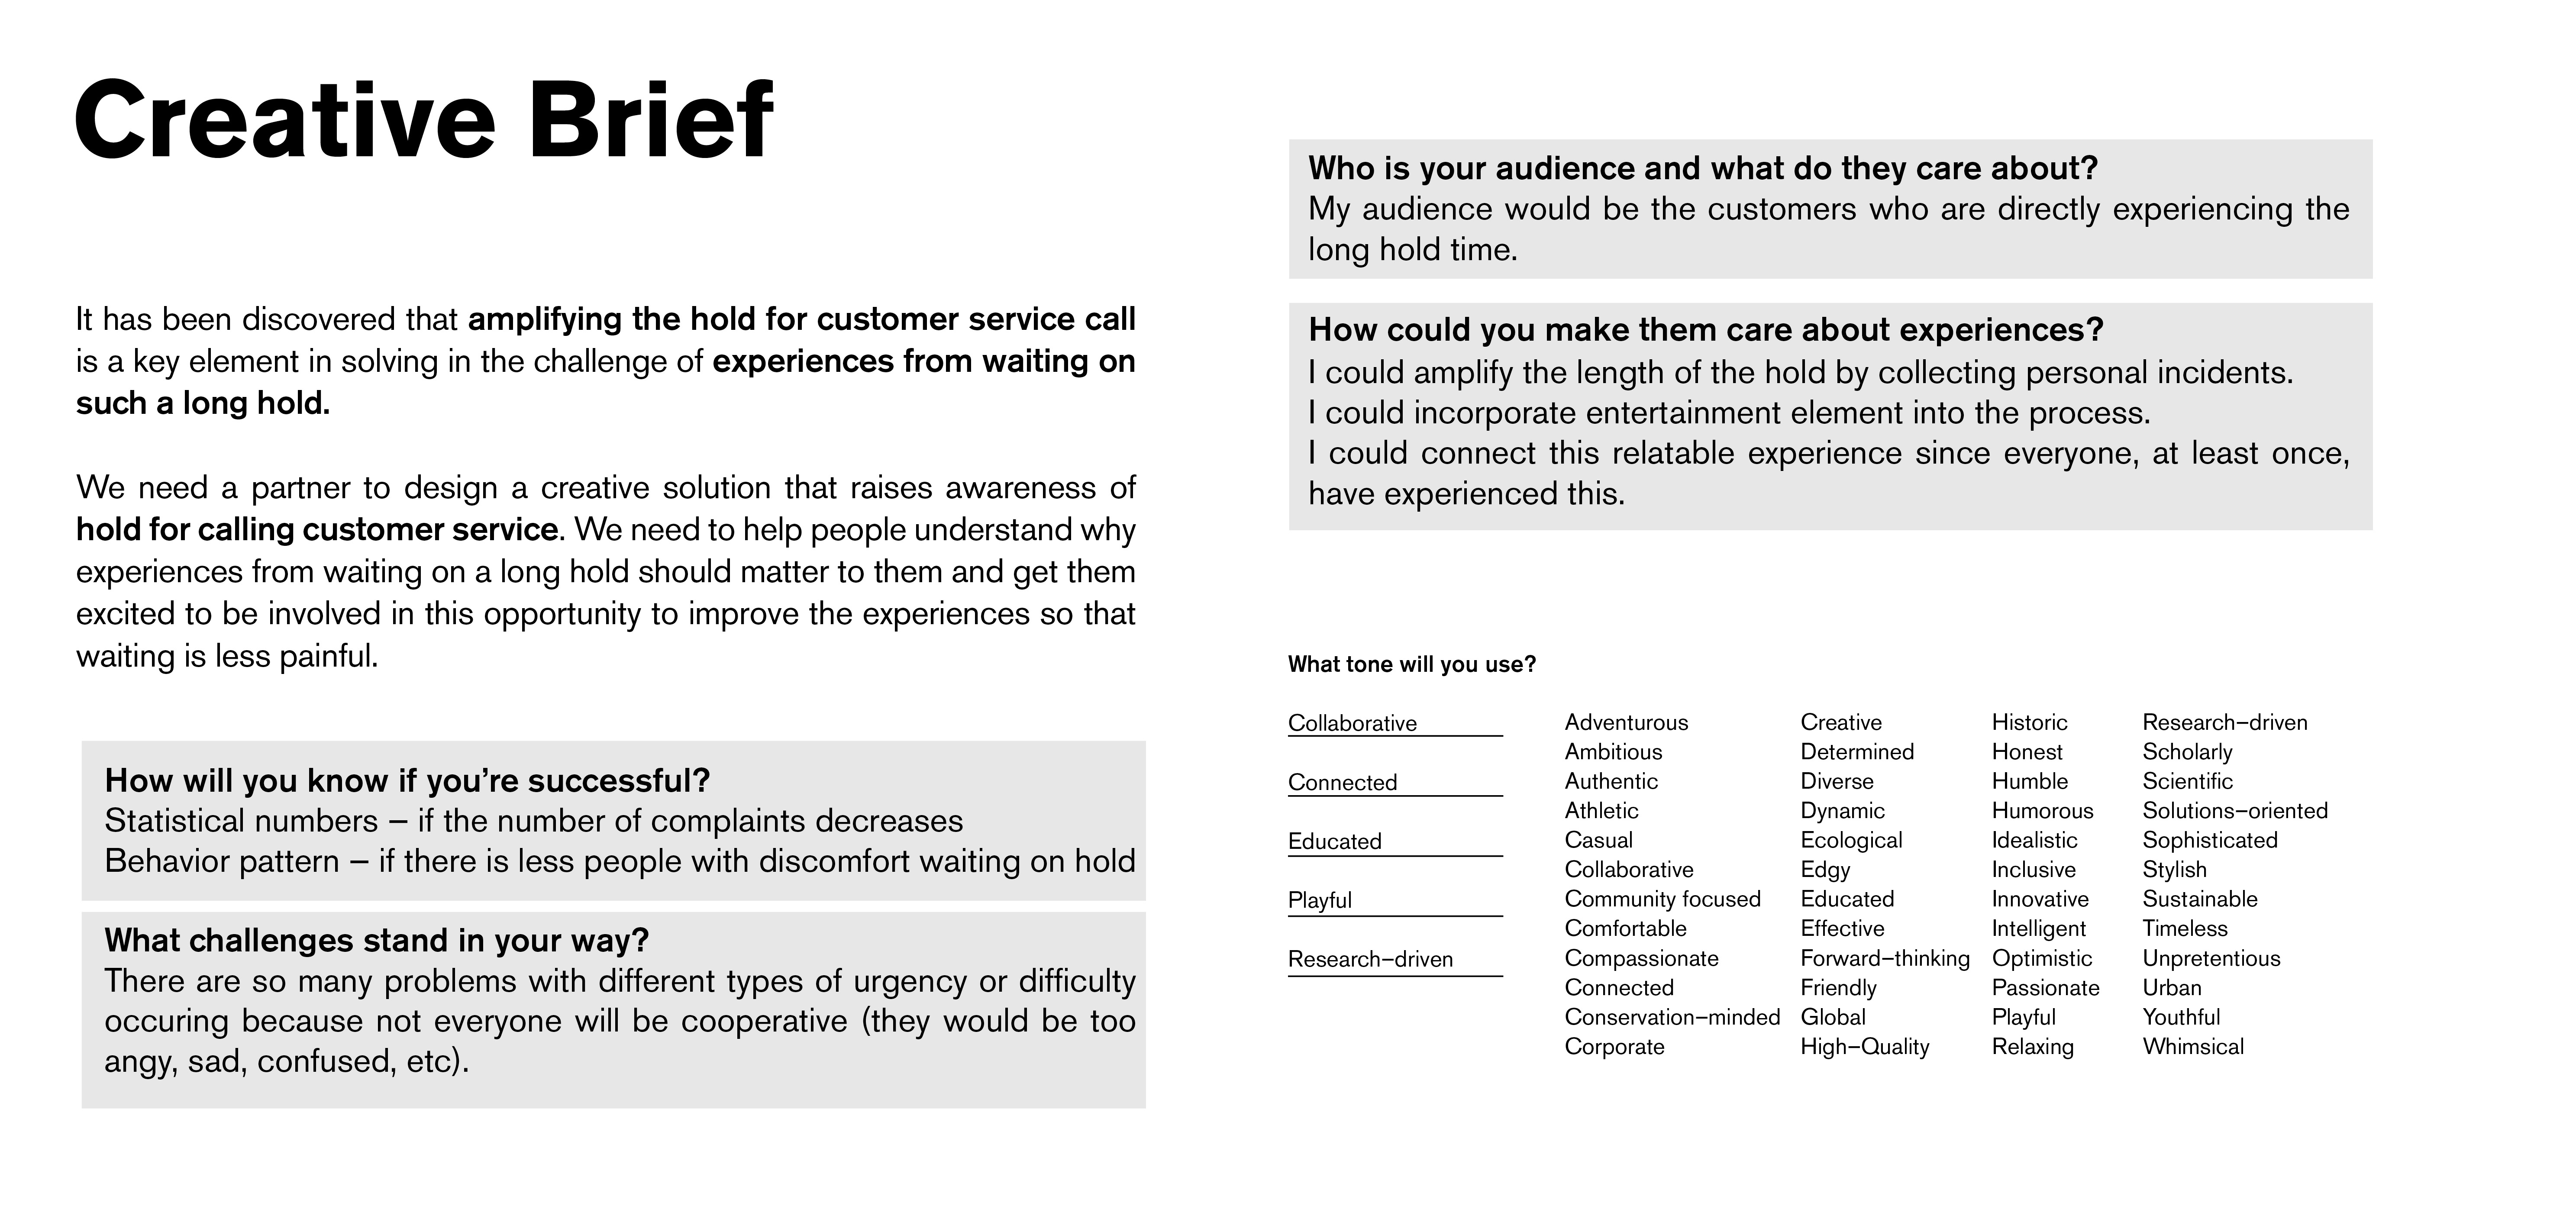 Creative Brief
It has been discovered that amplifying the hold for customer service call
is a key element in solving in the challenge of experiences from waiting on
such a long hold.
We need a partner to design a creative solution that raises awareness of
hold for calling customer service. We need to help people understand why
experiences from waiting on a long hold should matter to them and get them
excited to be involved in this opportunity to improve the experiences so that
waiting is less painful.
How will you know if you’re successful?
Statistical numbers – if the number of complaints decreases
Behavior pattern – if there is less people with discomfort waiting on hold
What challenges stand in your way?
There are so many problems with different types of urgency or difficulty
occuring because not everyone will be cooperative (they would be too
angy, sad, confused, etc).
Who is your audience and what do they care about?
My audience would be the customers who are directly experiencing the
long hold time.
How could you make them care about experiences?
I could amplify the length of the hold by collecting personal incidents.
I could incorporate entertainment element into the process.
I could connect this relatable experience since everyone, at least once,
have experienced this.
What tone will you use?
Collaborative
Connected
Educated
Playful
Research–driven
Adventurous
Ambitious
Authentic
Athletic
Casual
Collaborative
Community focused
Comfortable
Compassionate
Connected
Conservation–minded
Corporate
Creative
Determined
Diverse
Dynamic
Ecological
Edgy
Educated
Effective
Forward–thinking
Friendly
Global
High–Quality
Historic
Honest
Humble
Humorous
Idealistic
Inclusive
Innovative
Intelligent
Optimistic
Passionate
Playful
Relaxing
Research–driven
Scholarly
Scientific
Solutions–oriented
Sophisticated
Stylish
Sustainable
Timeless
Unpretentious
Urban
Youthful
Whimsical